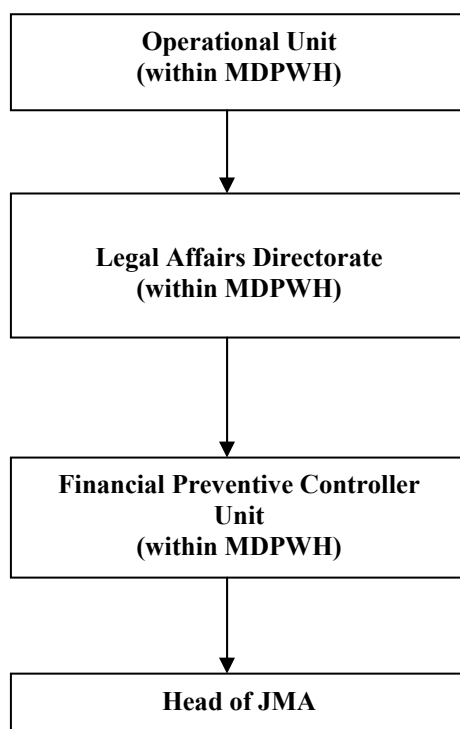 Operational Unit
(within MDPWH)
Legal Affairs Directorate
(within MDPWH)
Financial Preventive Controller
Unit
(within MDPWH)
Head of JMA